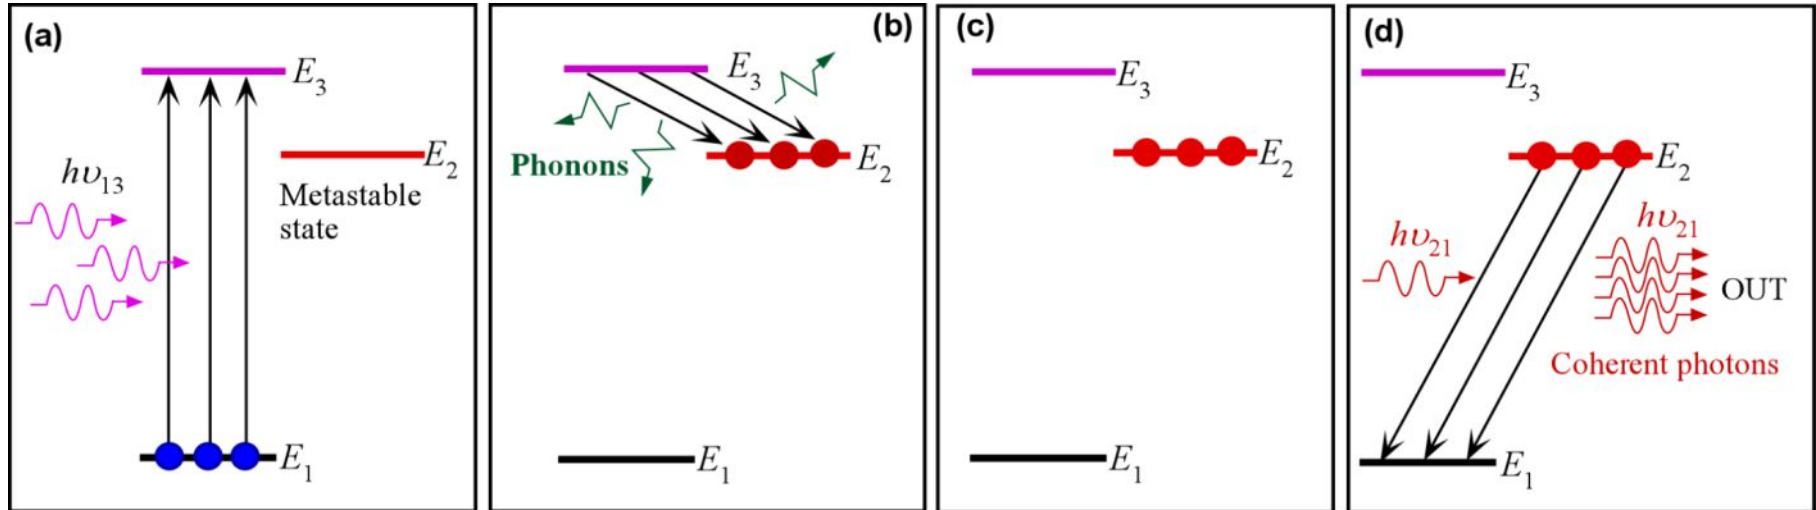 (a)
E₃
E₂
hυ₁₃
Metastable
state
E₁
(b)
E₃
Phonons
E₂
E₁
(c)
E₃
E₂
E₁
(d)
E₃
E₂
hυ₂₁
hυ₂₁
OUT
Coherent photons
E₁